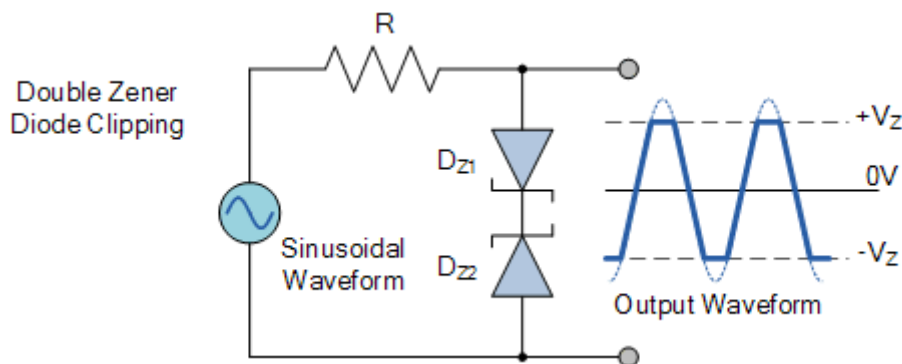 R
Double Zener
Diode Clipping
+VZ
DZ1
0V
Sinusoidal
Waveform
DZ2
-VZ
Output Waveform